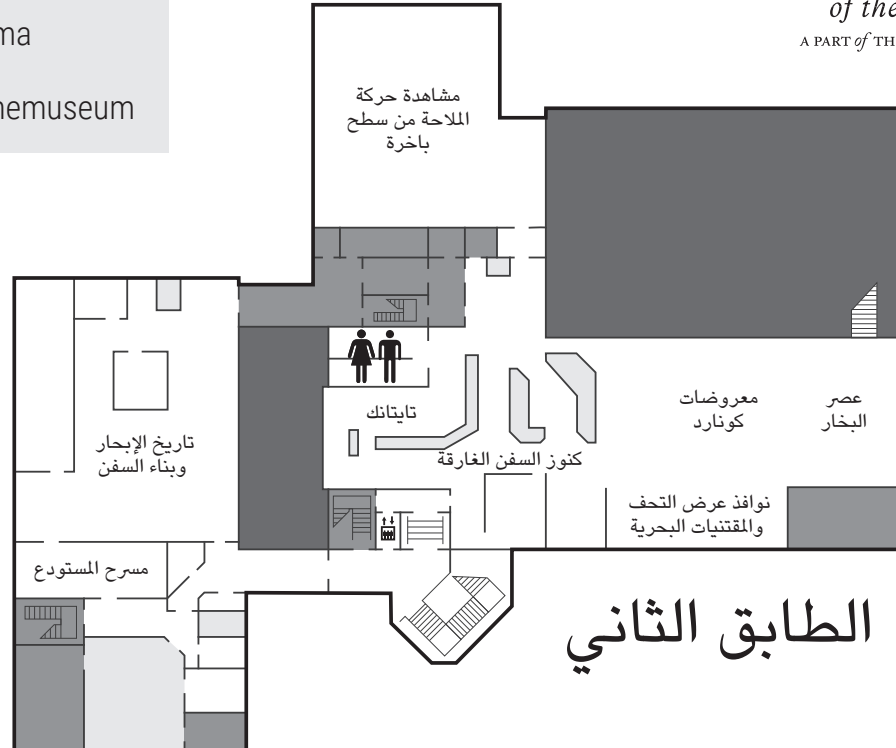 ma
nemuseum
of the
A PART of TH
مشاهدة حركة
الملاحة من سطح
باخرة
تايتانك
معروضات
كونارد
عصر
البخار
تاريخ الإبحار
وبناء السفن
كنوز السفن الغارقة
نوافذ عرض التحف
والمقتنيات البحرية
مسرح المستودع
الطابق الثاني